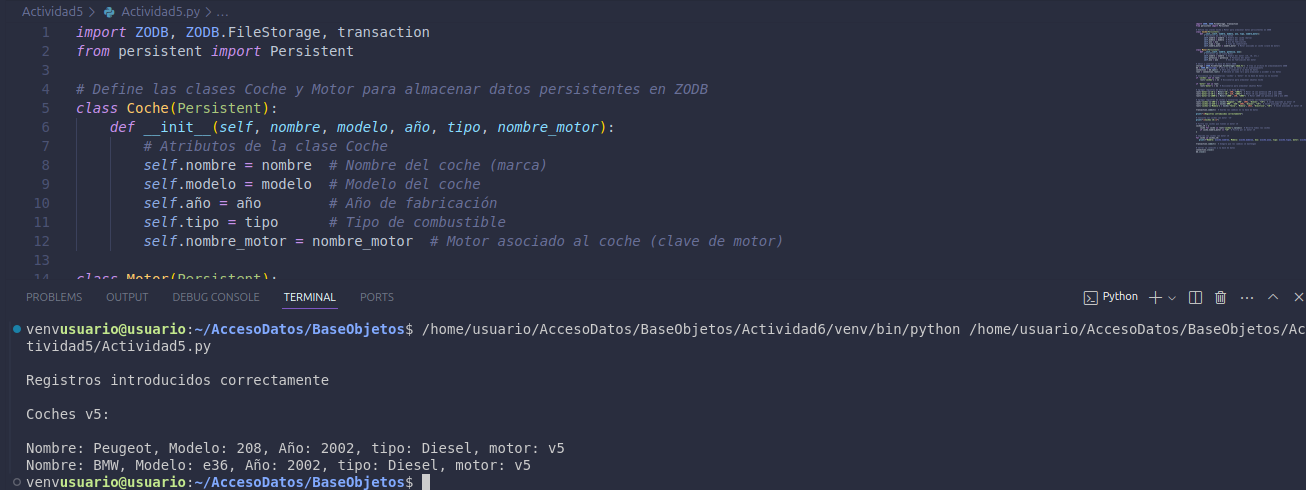 Actividad5 > Actividad5.py > ...
1 import ZODB, ZODB.FileStorage, transaction
2 from persistent import Persistent
3
4 # Define las clases Coche y Motor para almacenar datos persistentes en ZODB
5 class Coche(Persistent):
6 def __init__(self, nombre, modelo, año, tipo, nombre_motor):
7 # Atributos de la clase Coche
8 self.nombre = nombre # Nombre del coche (marca)
9 self.modelo = modelo # Modelo del coche
10 self.año = año # Año de fabricación
11 self.tipo = tipo # Tipo de combustible
12 self.nombre_motor = nombre_motor # Motor asociado al coche (clave de motor)
13
14 class Motor(Persistent):
PROBLEMS OUTPUT DEBUG CONSOLE TERMINAL PORTS Python
venvusuario@usuario:~/AccesoDatos/BaseObjetos$ /home/usuario/AccesoDatos/BaseObjetos/Actividad6/venv/bin/python /home/usuario/AccesoDatos/BaseObjetos/Ac
tividad5/Actividad5.py
Registros introducidos correctamente
Coches v5:
Nombre: Peugeot, Modelo: 208, Año: 2002, tipo: Diesel, motor: v5
Nombre: BMW, Modelo: e36, Año: 2002, tipo: Diesel, motor: v5
venvusuario@usuario:~/AccesoDatos/BaseObjetos$